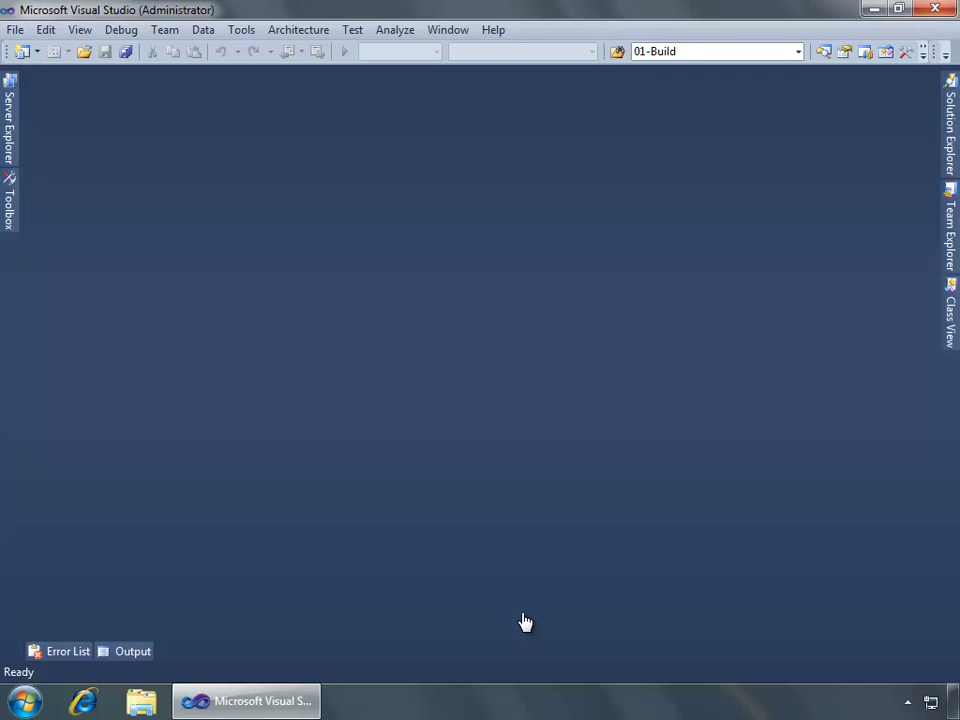 Microsoft Visual Studio (Administrator)
File Edit View Debug Team Data Tools Architecture Test Analyze Window Help
01-Build
Server Explorer
Toolbox
Solution Explorer
Team Explorer
Class View
Error List Output
Ready
Microsoft Visual S...